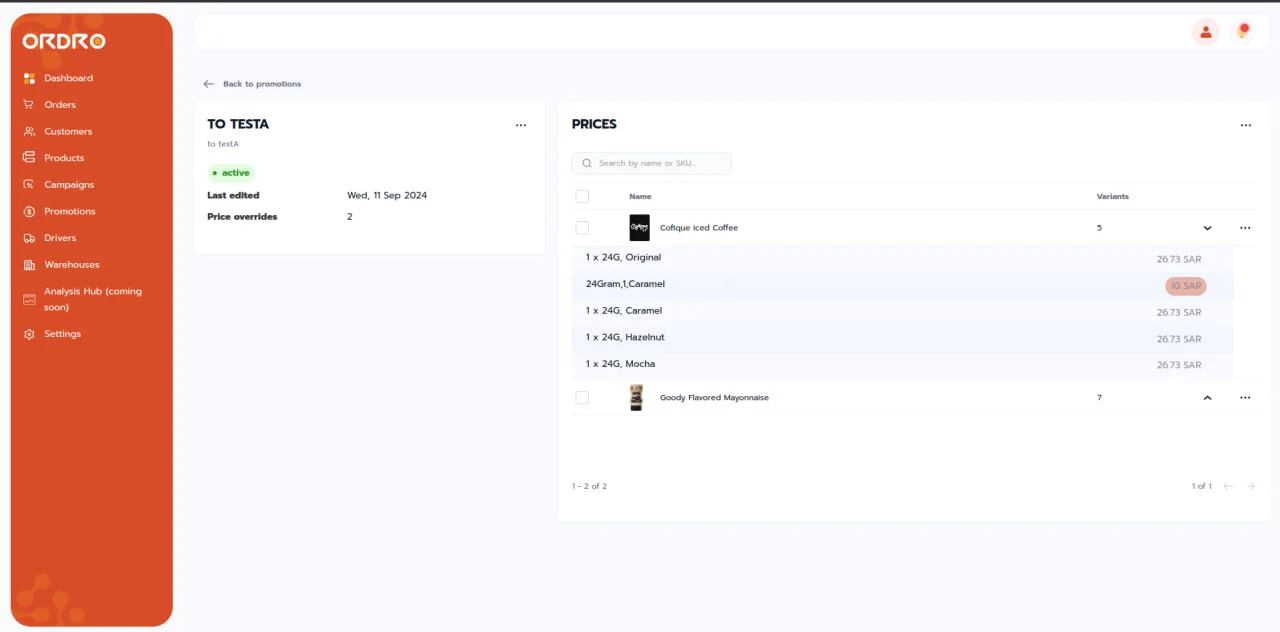 ORDRO
Dashboard
Orders
Customers
Products
Campaigns
Promotions
Drivers
Warehouses
Analysis Hub (coming
soon)
Settings
Back to promotions
TO TESTA
to testA
active
Last edited Wed, 11 Sep 2024
Price overrides 2
PRICES
Search by name or SKU...
Name Variants
Cofique Iced Coffee 5
1 x 24G, Original 26.73 SAR
24Gram,1,Caramel 10 SAR
1 x 24G, Caramel 26.73 SAR
1 x 24G, Hazelnut 26.73 SAR
1 x 24G, Mocha 26.73 SAR
Goody Flavored Mayonnaise 7
1 - 2 of 2 1 of 1